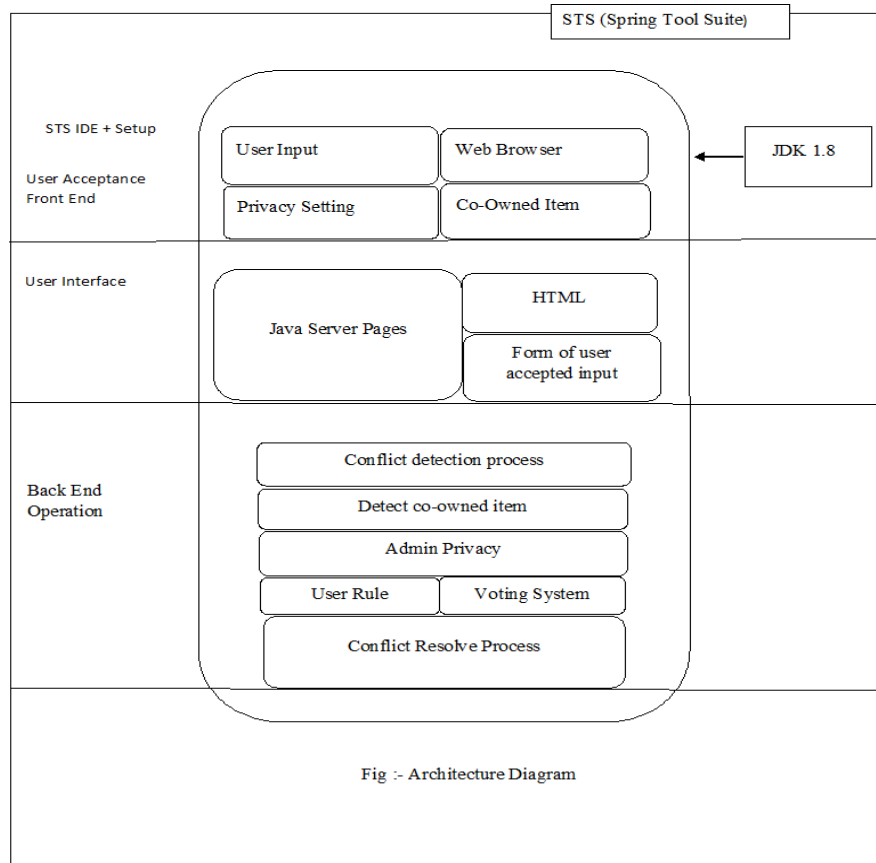 STS (Spring Tool Suite)
STS IDE + Setup
User Acceptance
Front End
User Input
Web Browser
JDK 1.8
Privacy Setting
Co-Owned Item
User Interface
Java Server Pages
HTML
Form of user
accepted input
Back End
Operation
Conflict detection process
Detect co-owned item
Admin Privacy
User Rule
Voting System
Conflict Resolve Process
Fig :- Architecture Diagram